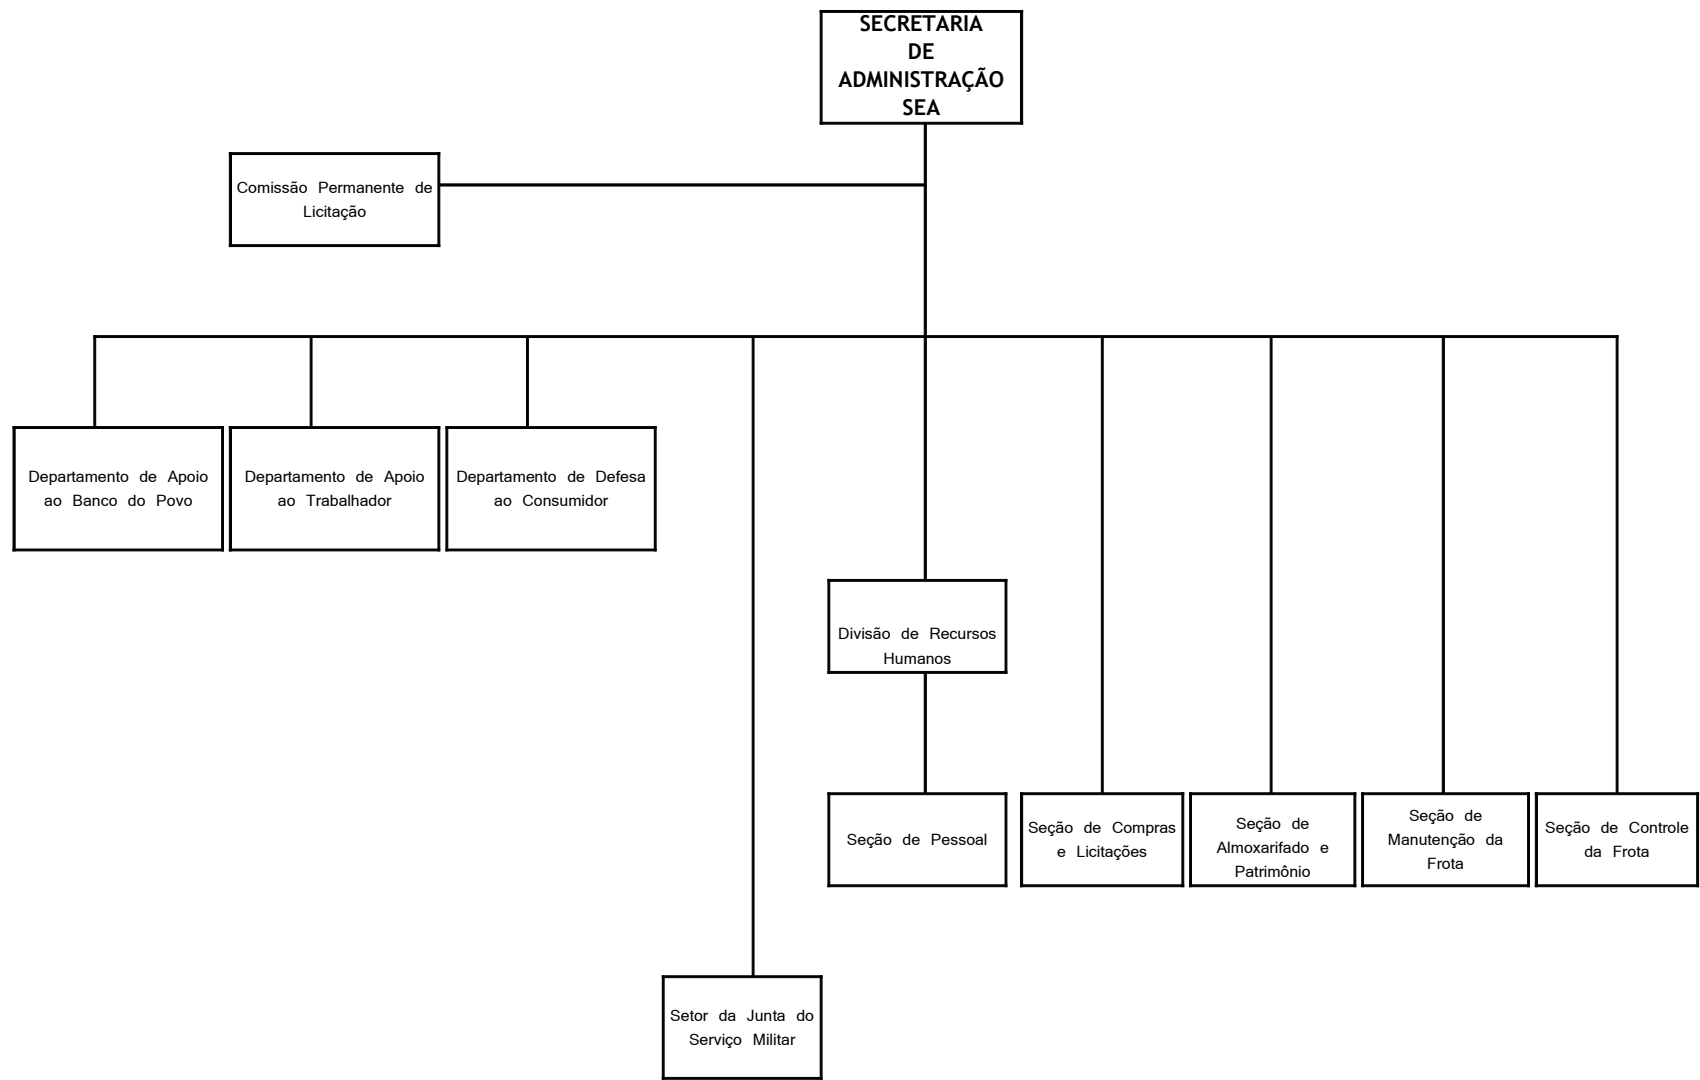 SECRETARIA
DE
ADMINISTRAÇÃO
SEA
Comissão Permanente de
Licitação
Departamento de Apoio
ao Banco do Povo
Departamento de Apoio
ao Trabalhador
Departamento de Defesa
ao Consumidor
Divisão de Recursos
Humanos
Seção de Pessoal
Seção de Compras
e Licitações
Seção de
Almoxarifado e
Patrimônio
Seção de
Manutenção da
Frota
Seção de Controle
da Frota
Setor da Junta do
Serviço Militar